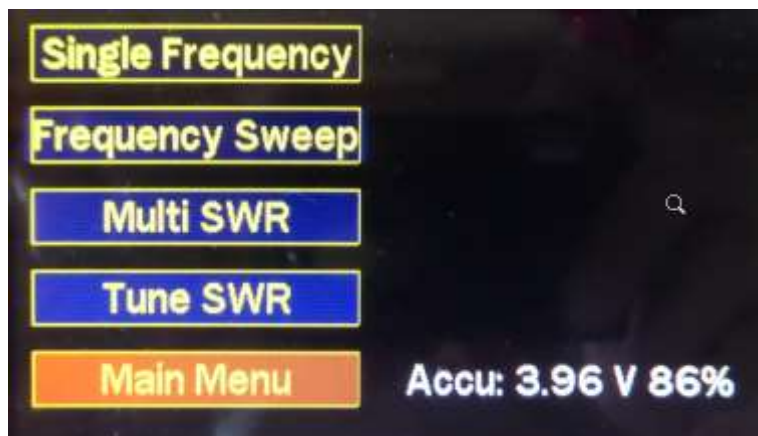 Single Frequency
Frequency Sweep
Multi SWR
Tune SWR
Main Menu
Accu: 3.96 V 86%